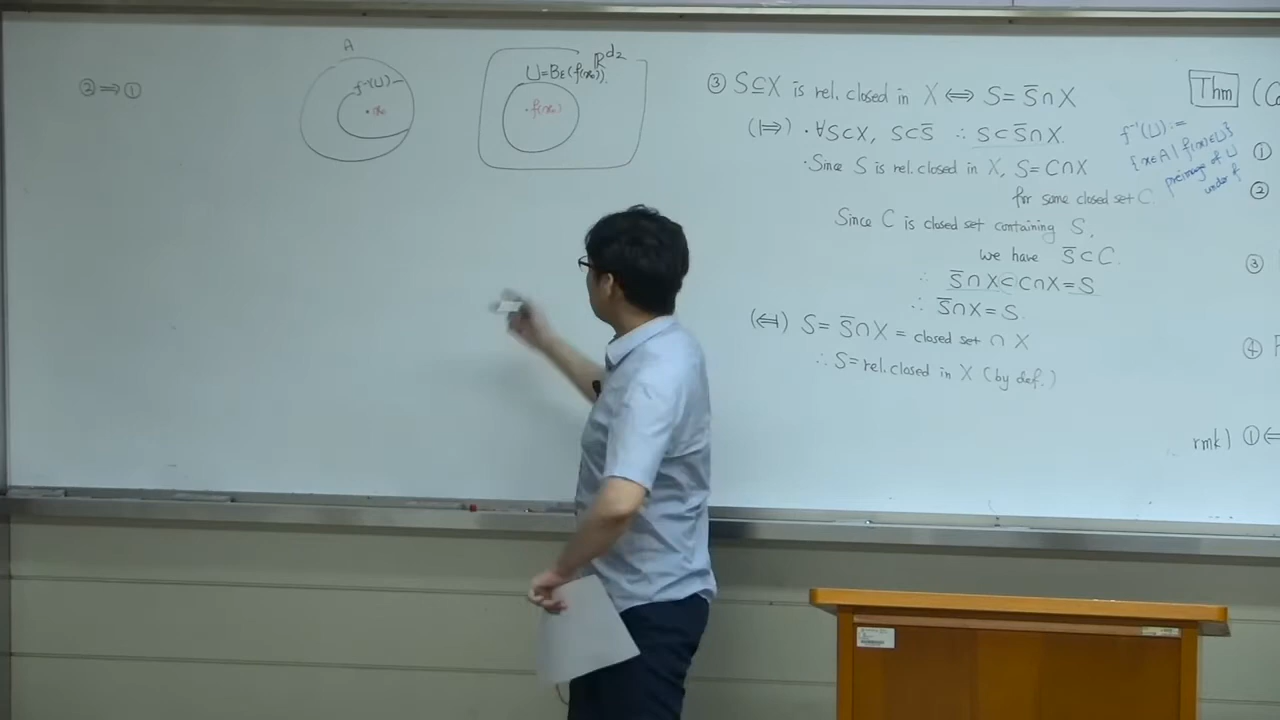 ② ⇒ ①
A
f⁻¹(U)
x₀
ℝᵈ²
U=Bε(f(x₀))
f(x₀)
③ S⊆X is rel. closed in X ⟺ S = S̅∩X
(⇒) · ∀S⊂X, S⊂S̅ ∴ S⊂S̅∩X.
· Since S is rel. closed in X, S = C∩X
for some closed set C.
Since C is closed set containing S,
we have S̅⊂C.
∴ S̅∩X⊂C∩X=S
∴ S̅∩X=S.
(⇐) S = S̅∩X = closed set ∩ X
∴ S = rel. closed in X (by def.)
f⁻¹(U) :=
{x∈A | f(x)∈U}
preimage of U
under f
Thm
①
②
③
④
rmk) ① ⇐